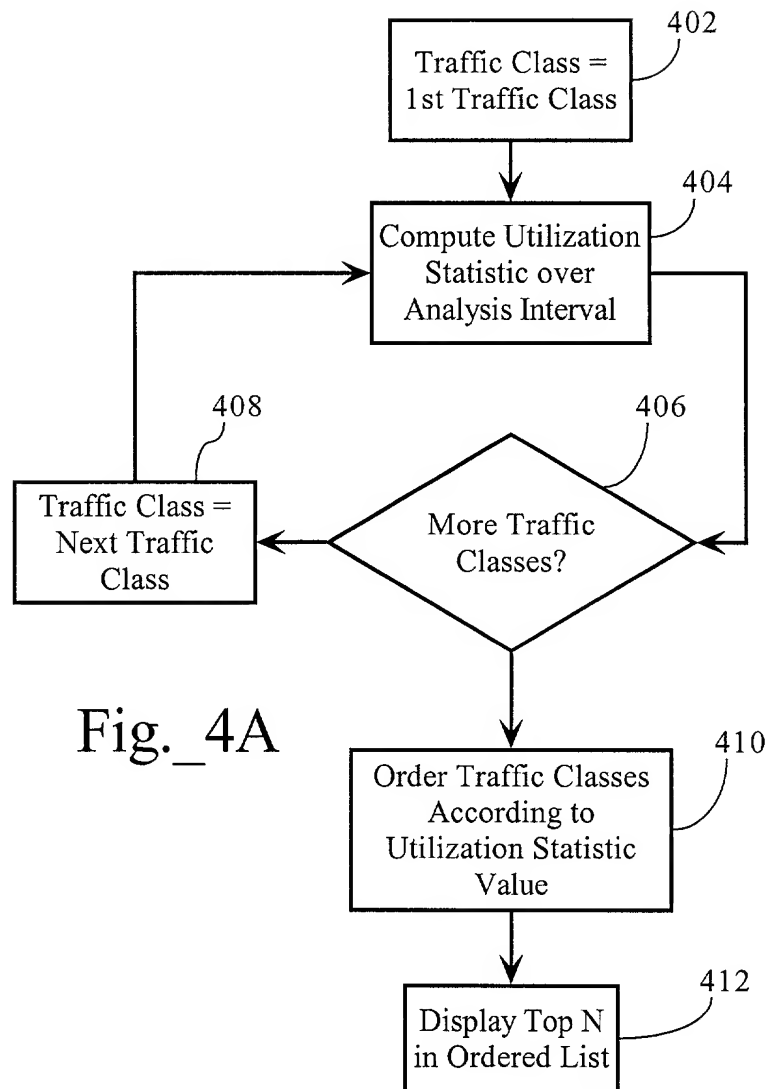 402
Traffic Class =
1st Traffic Class
404
Compute Utilization
Statistic over
Analysis Interval
408
406
Traffic Class =
Next Traffic
Class
More Traffic
Classes?
Fig._4A
410
Order Traffic Classes
According to
Utilization Statistic
Value
412
Display Top N
in Ordered List